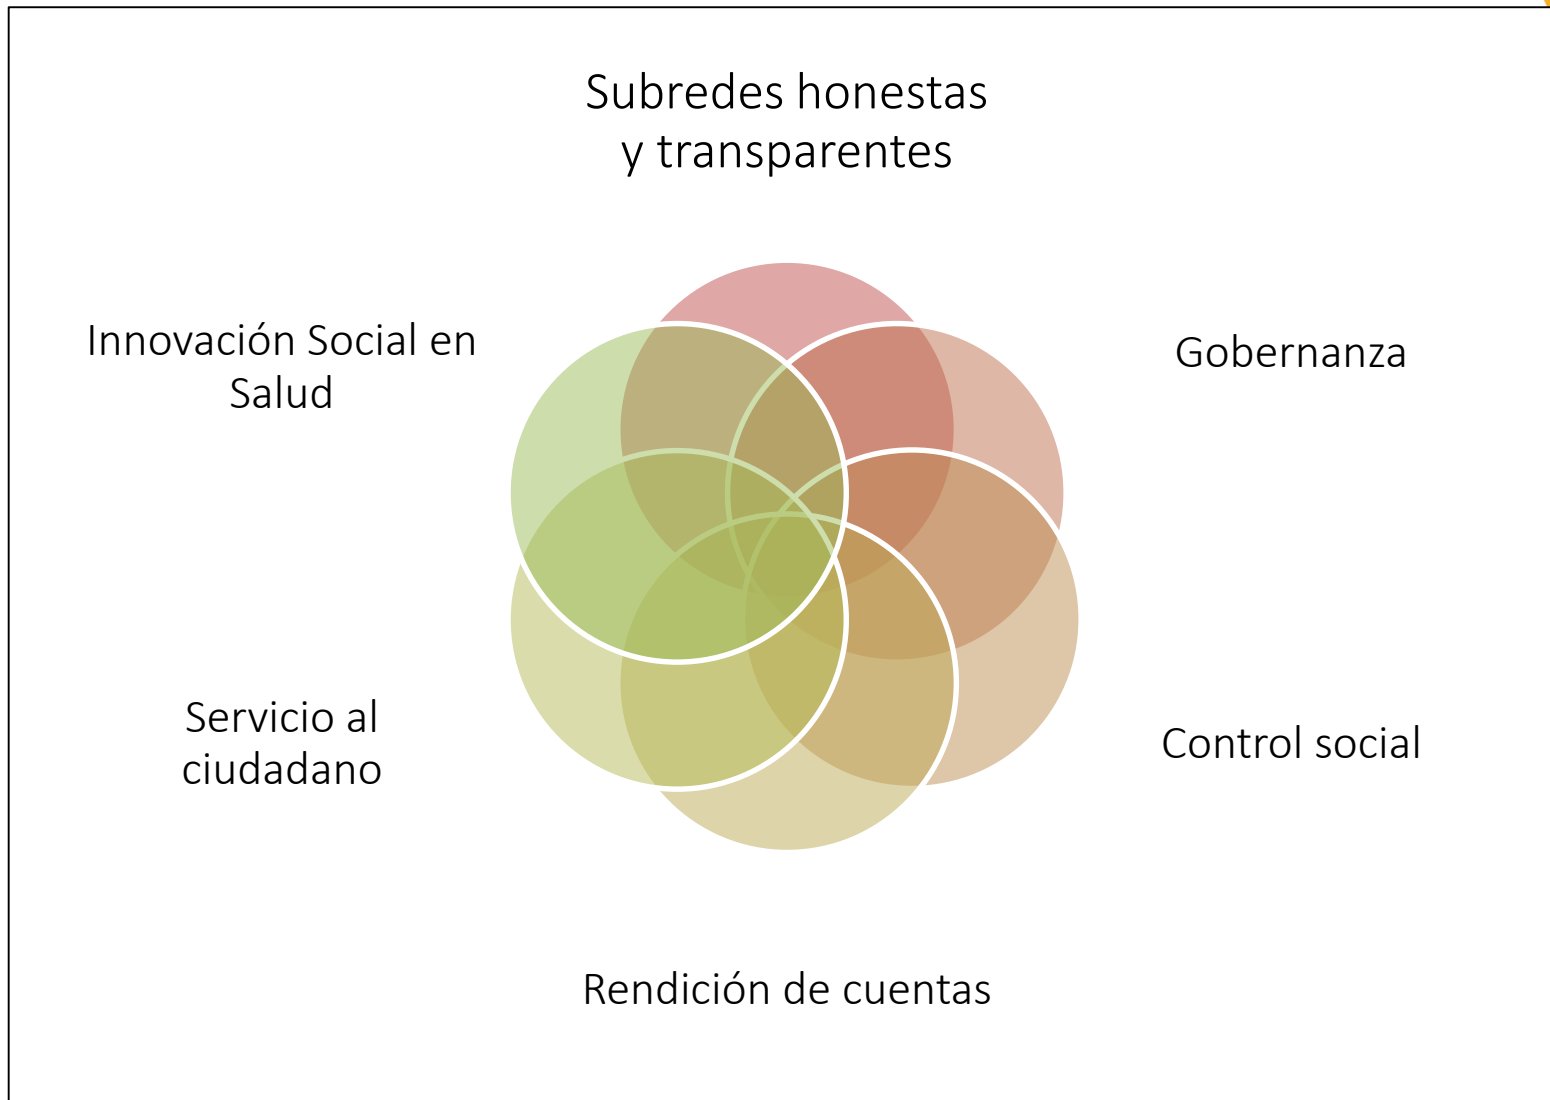 Subredes honestas
y transparentes
Innovación Social en
Salud
Gobernanza
Servicio al
ciudadano
Control social
Rendición de cuentas